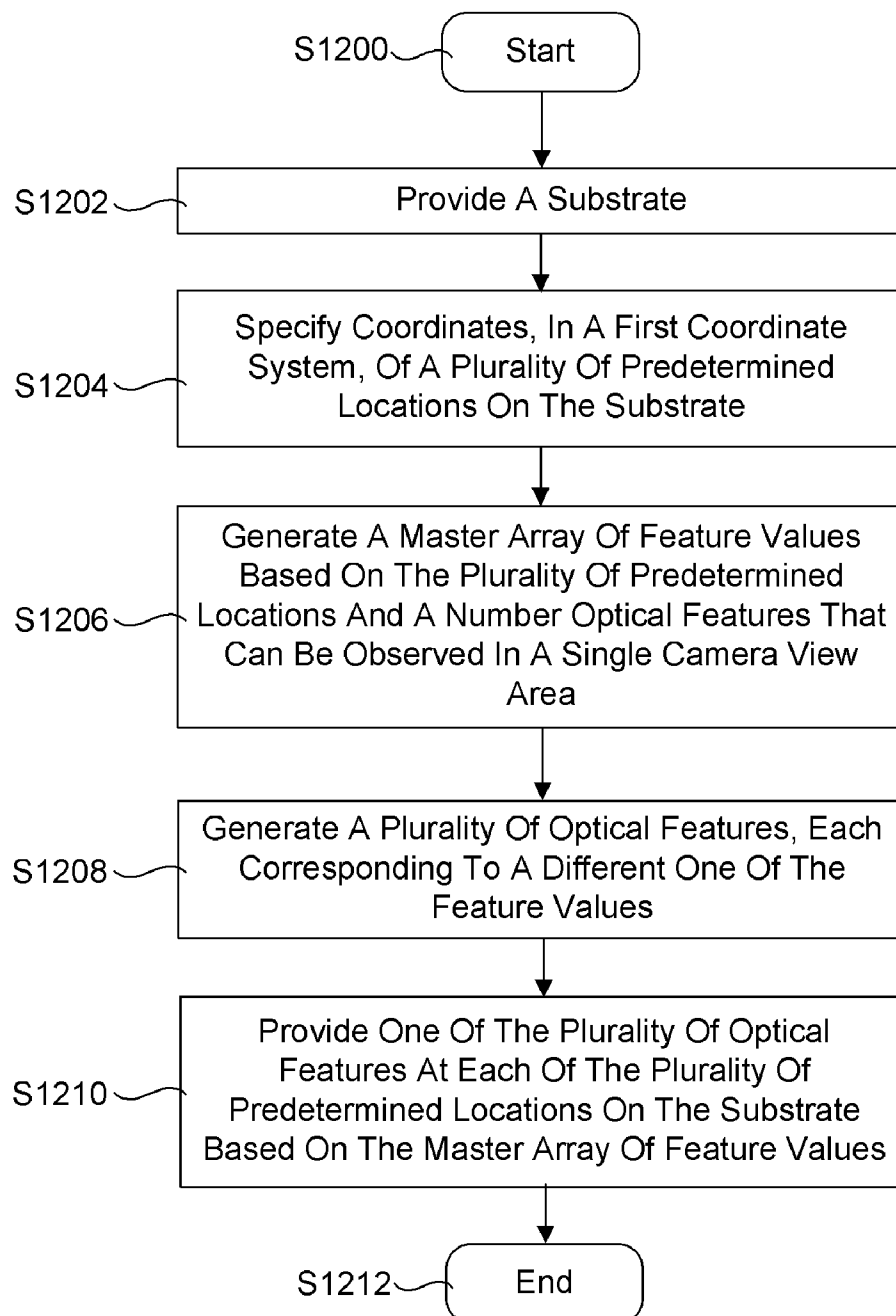 S1200
Start
S1202
Provide A Substrate
S1204
Specify Coordinates, In A First Coordinate
System, Of A Plurality Of Predetermined
Locations On The Substrate
S1206
Generate A Master Array Of Feature Values
Based On The Plurality Of Predetermined
Locations And A Number Optical Features That
Can Be Observed In A Single Camera View
Area
S1208
Generate A Plurality Of Optical Features, Each
Corresponding To A Different One Of The
Feature Values
S1210
Provide One Of The Plurality Of Optical
Features At Each Of The Plurality Of
Predetermined Locations On The Substrate
Based On The Master Array Of Feature Values
S1212
End